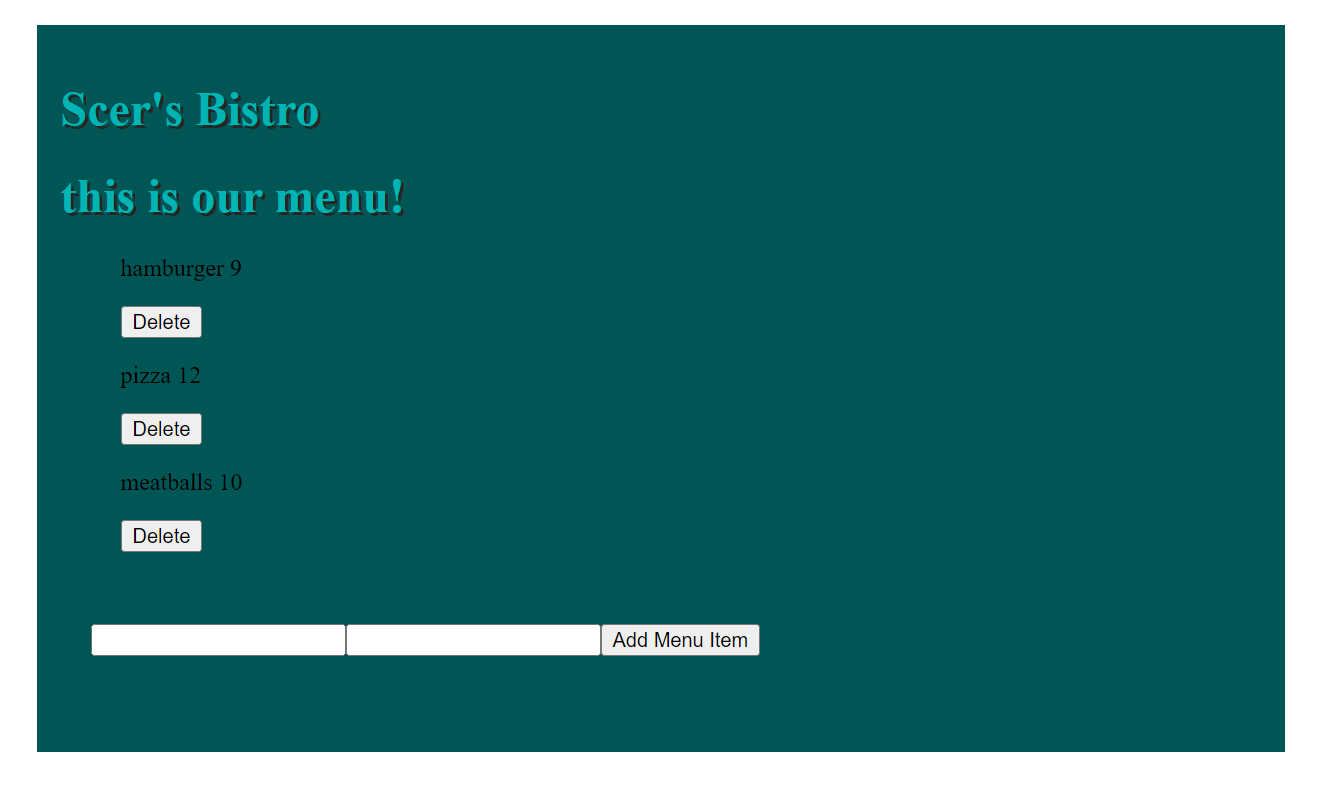 Scer's Bistro
this is our menu!
hamburger 9
Delete
pizza 12
Delete
meatballs 10
Delete
Add Menu Item